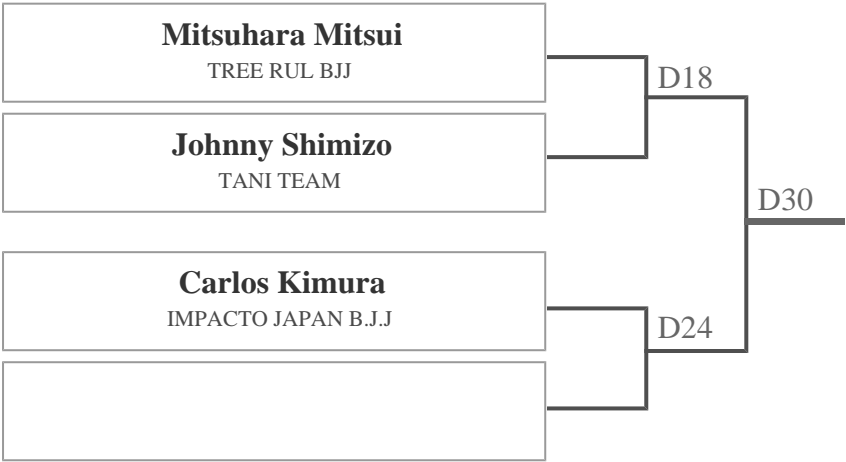 Mitsuhara Mitsui
TREE RUL BJJ
D18
Johnny Shimizo
TANI TEAM
D30
Carlos Kimura
IMPACTO JAPAN B.J.J
D24